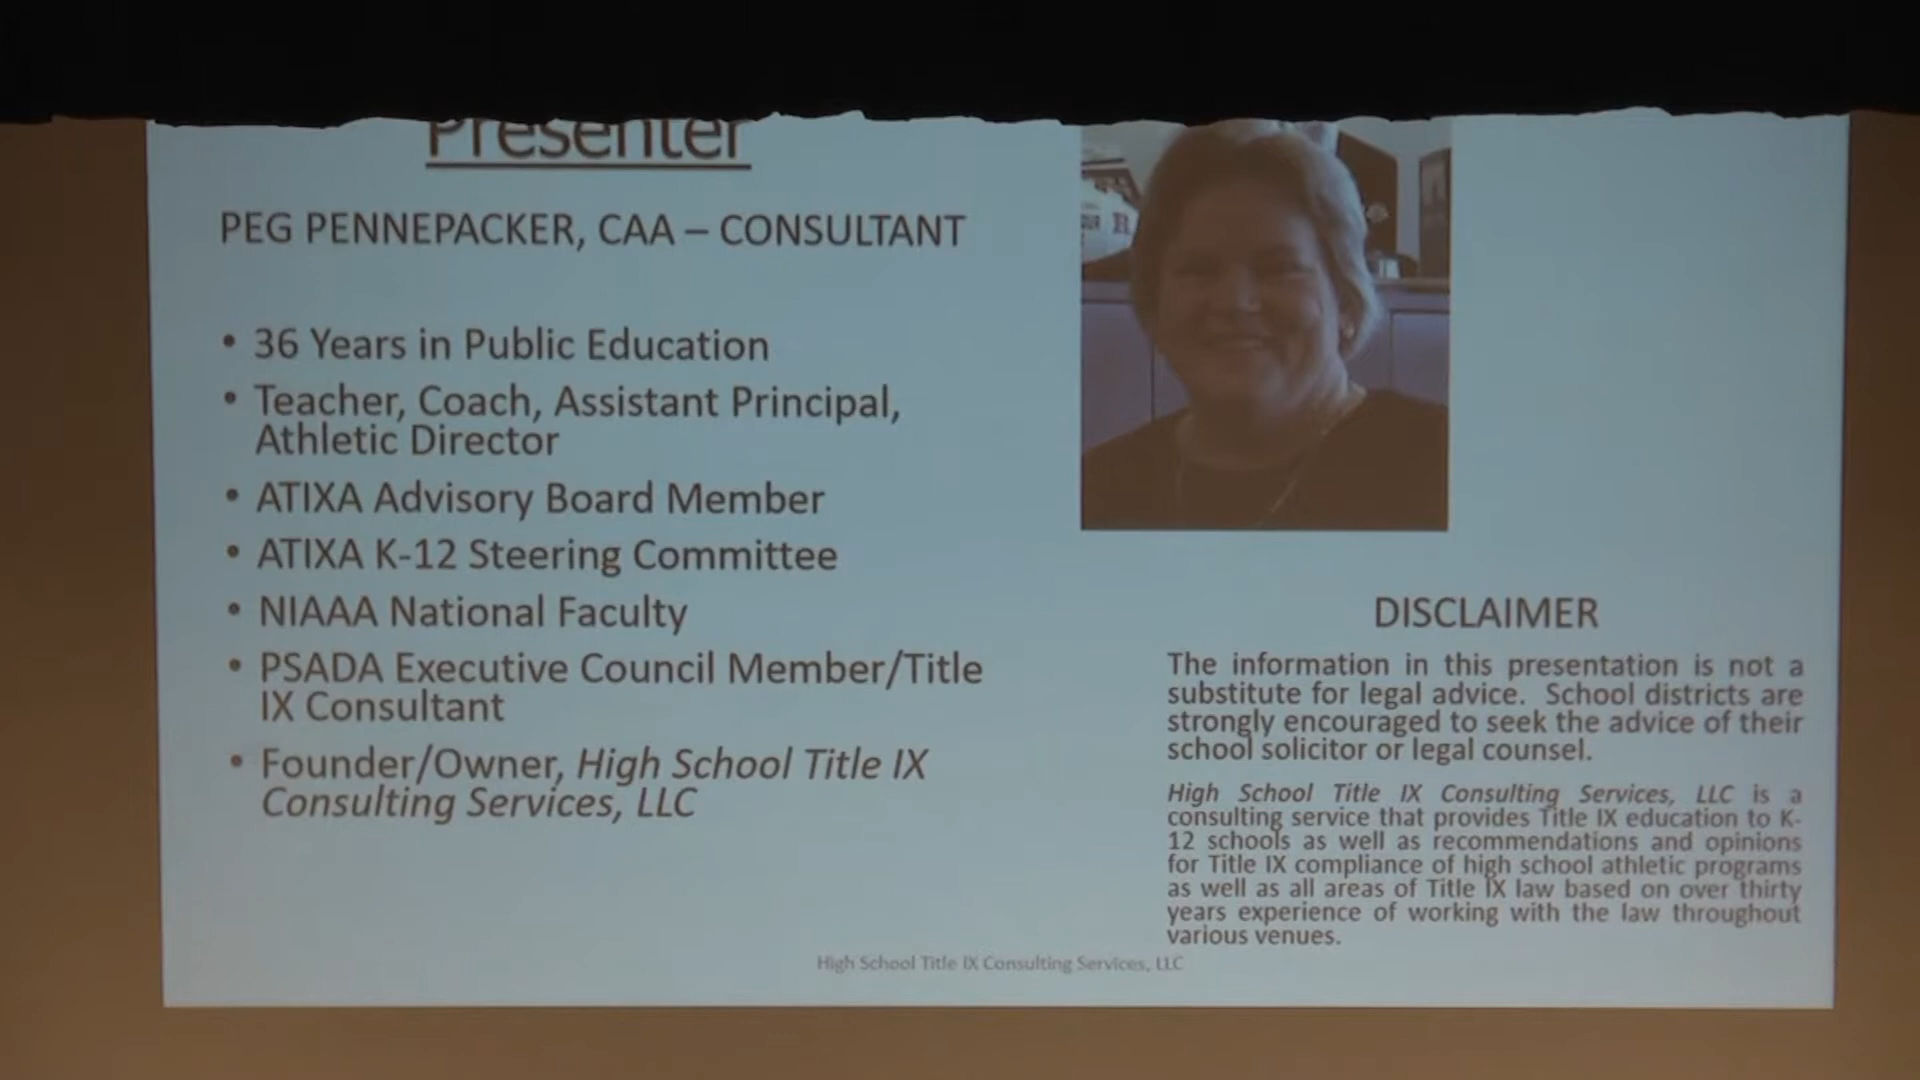 Presenter
PEG PENNEPACKER, CAA – CONSULTANT
• 36 Years in Public Education
• Teacher, Coach, Assistant Principal,
Athletic Director
• ATIXA Advisory Board Member
• ATIXA K-12 Steering Committee
• NIAAA National Faculty
• PSADA Executive Council Member/Title
IX Consultant
• Founder/Owner, High School Title IX
Consulting Services, LLC
DISCLAIMER
The information in this presentation is not a
substitute for legal advice. School districts are
strongly encouraged to seek the advice of their
school solicitor or legal counsel.
High School Title IX Consulting Services, LLC is a
consulting service that provides Title IX education to K-
12 schools as well as recommendations and opinions
for Title IX compliance of high school athletic programs
as well as all areas of Title IX law based on over thirty
years experience of working with the law throughout
various venues.
High School Title IX Consulting Services, LLC